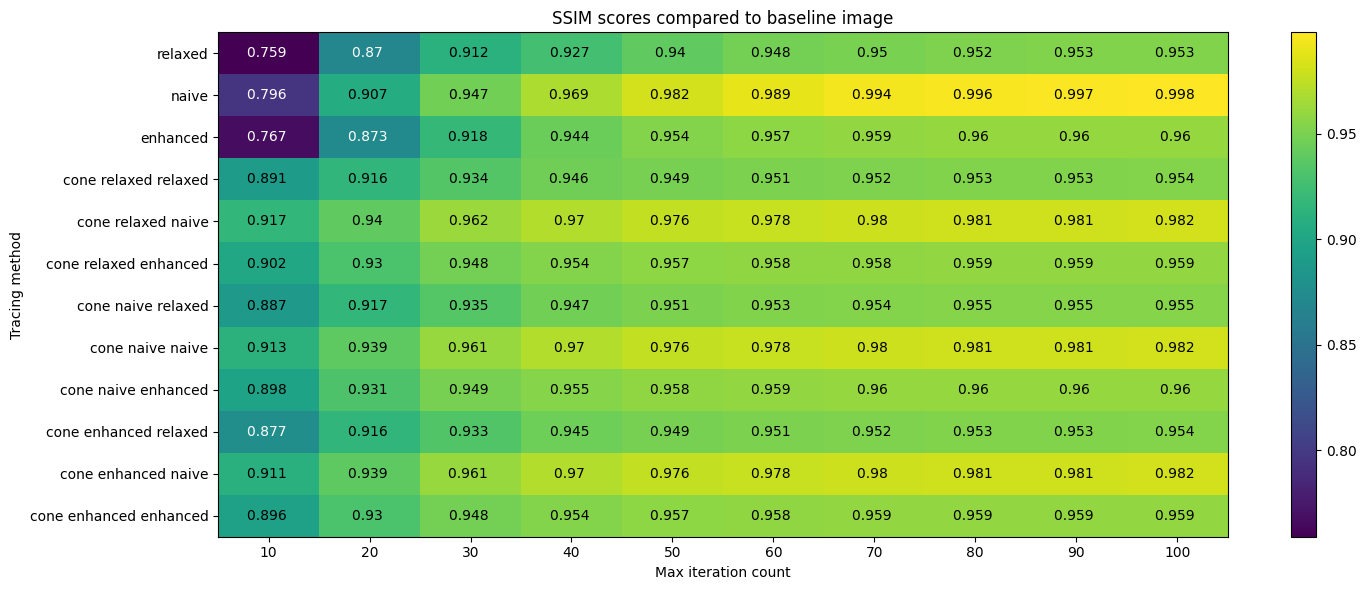 SSIM scores compared to baseline image
Tracing method
relaxed 0.759 0.87 0.912 0.927 0.94 0.948 0.95 0.952 0.953 0.953
naive 0.796 0.907 0.947 0.969 0.982 0.989 0.994 0.996 0.997 0.998
enhanced 0.767 0.873 0.918 0.944 0.954 0.957 0.959 0.96 0.96 0.96
cone relaxed relaxed 0.891 0.916 0.934 0.946 0.949 0.951 0.952 0.953 0.953 0.954
cone relaxed naive 0.917 0.94 0.962 0.97 0.976 0.978 0.98 0.981 0.981 0.982
cone relaxed enhanced 0.902 0.93 0.948 0.954 0.957 0.958 0.958 0.959 0.959 0.959
cone naive relaxed 0.887 0.917 0.935 0.947 0.951 0.953 0.954 0.955 0.955 0.955
cone naive naive 0.913 0.939 0.961 0.97 0.976 0.978 0.98 0.981 0.981 0.982
cone naive enhanced 0.898 0.931 0.949 0.955 0.958 0.959 0.96 0.96 0.96 0.96
cone enhanced relaxed 0.877 0.916 0.933 0.945 0.949 0.951 0.952 0.953 0.953 0.954
cone enhanced naive 0.911 0.939 0.961 0.97 0.976 0.978 0.98 0.981 0.981 0.982
cone enhanced enhanced 0.896 0.93 0.948 0.954 0.957 0.958 0.959 0.959 0.959 0.959
10 20 30 40 50 60 70 80 90 100
Max iteration count
0.95
0.90
0.85
0.80